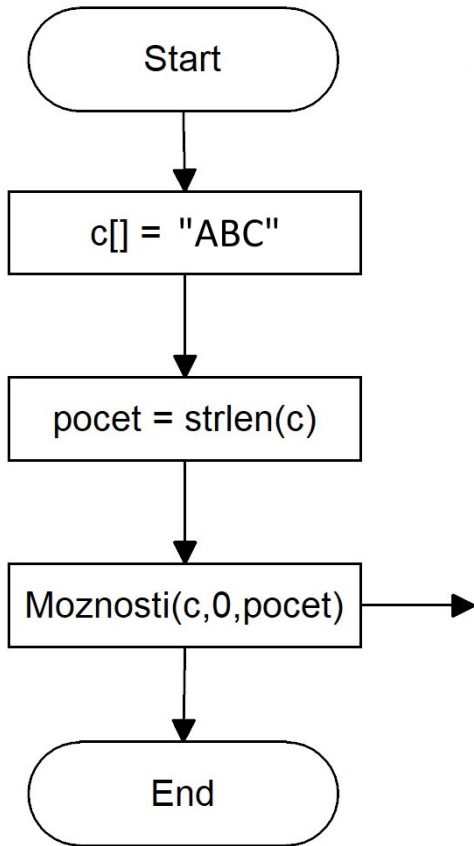 Start
c[] = "ABC"
pocet = strlen(c)
Moznosti(c,0,pocet)
End